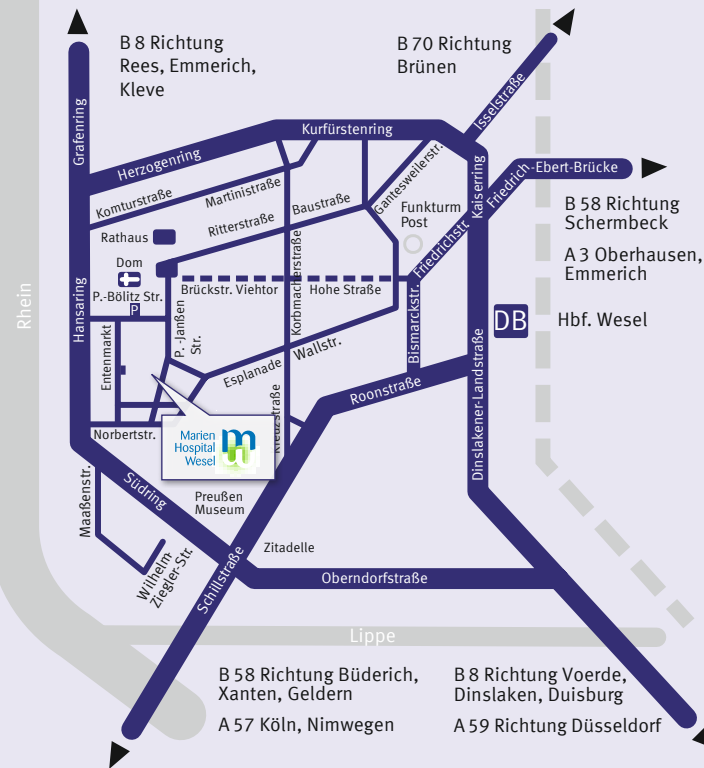 B 8 Richtung
Rees, Emmerich,
Kleve
B 70 Richtung
Brünen
Isselstraße
Grafenring
Kurfürstenring
Herzogenring
Gantesweilerstr.
Kaiserring
Friedrich-Ebert-Brücke
Komturstraße
Martinistraße
Baustraße
Ritterstraße
Funkturm
Post
Friedrichstr.
B 58 Richtung
Schermbeck
A 3 Oberhausen,
Emmerich
Rathaus
Dom
P.-Bölitz Str.
P
Brückstr. Viehtor
Korbmacherstraße
Hohe Straße
Rhein
Hansaring
P.-Janßen
Str.
Entenmarkt
Bismarckstr.
DB
Hbf. Wesel
Wallstr.
Esplanade
Dinslakener-Landstraße
Roonstraße
Kreuzstraße
Marien
Hospital
Wesel
Norbertstr.
Maaßenstr.
Südring
Preußen
Museum
Zitadelle
Wilhelm-
Ziegler-Str.
Schillstraße
Oberndorfstraße
Lippe
B 58 Richtung Büderich,
Xanten, Geldern
A 57 Köln, Nimwegen
B 8 Richtung Voerde,
Dinslaken, Duisburg
A 59 Richtung Düsseldorf